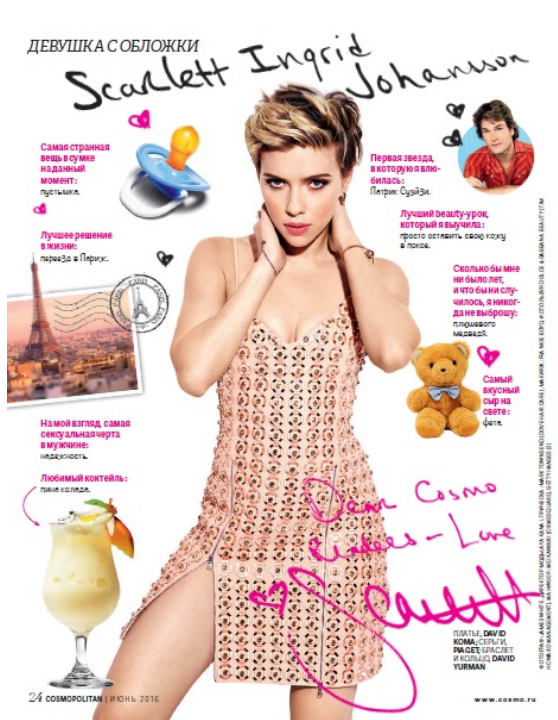 ДЕВУШКА С ОБЛОЖКИ
Scarlett Ingrid
Johansson
Самая странная
вещь в сумке
на данный
момент:
пустышка.
Лучшее решение
в жизни:
переезд в Париж.
На мой взгляд, самая
сексуальная черта
в мужчине:
надежность.
Любимый коктейль:
пина колада.
Первая звезда,
в которую я влю-
билась:
Патрик Суэйзи.
Лучший beauty-урок,
который я выучила:
просто оставить свою кожу
в покое.
Сколько бы мне
ни было лет,
и что бы ни слу-
чилось, я никог-
да не выброшу:
плюшевого
медведя.
Самый
вкусный
сыр на
свете:
фета.
Dear Cosmo
Readers - Love
Scarlett
ПЛАТЬЕ, DAVID
KOMA; СЕРЬГИ,
PIAGET; БРАСЛЕТ
И КОЛЬЦО, DAVID
YURMAN
24 COSMOPOLITAN | ИЮНЬ 2016
www.cosmo.ru